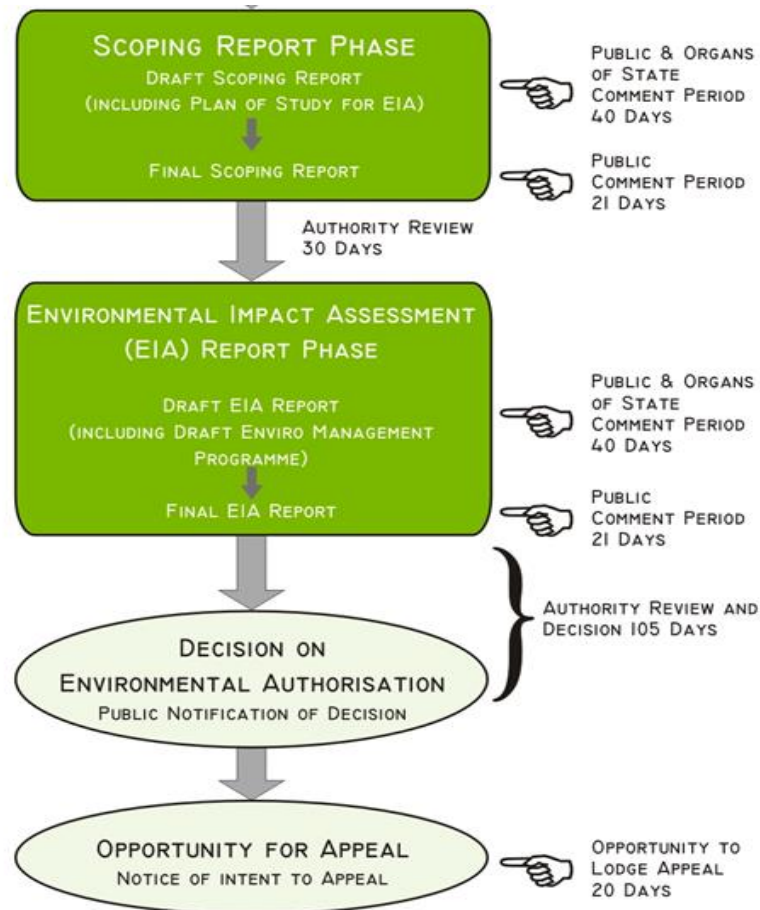 SCOPING REPORT PHASE
DRAFT SCOPING REPORT
(INCLUDING PLAN OF STUDY FOR EIA)
FINAL SCOPING REPORT
PUBLIC & ORGANS
OF STATE
COMMENT PERIOD
40 DAYS
PUBLIC
COMMENT PERIOD
21 DAYS
AUTHORITY REVIEW
30 DAYS
ENVIRONMENTAL IMPACT ASSESSMENT
(EIA) REPORT PHASE
DRAFT EIA REPORT
(INCLUDING DRAFT ENVIRO MANAGEMENT
PROGRAMME)
FINAL EIA REPORT
PUBLIC & ORGANS
OF STATE
COMMENT PERIOD
40 DAYS
PUBLIC
COMMENT PERIOD
21 DAYS
AUTHORITY REVIEW AND
DECISION 105 DAYS
DECISION ON
ENVIRONMENTAL AUTHORISATION
PUBLIC NOTIFICATION OF DECISION
OPPORTUNITY FOR APPEAL
NOTICE OF INTENT TO APPEAL
OPPORTUNITY TO
LODGE APPEAL
20 DAYS